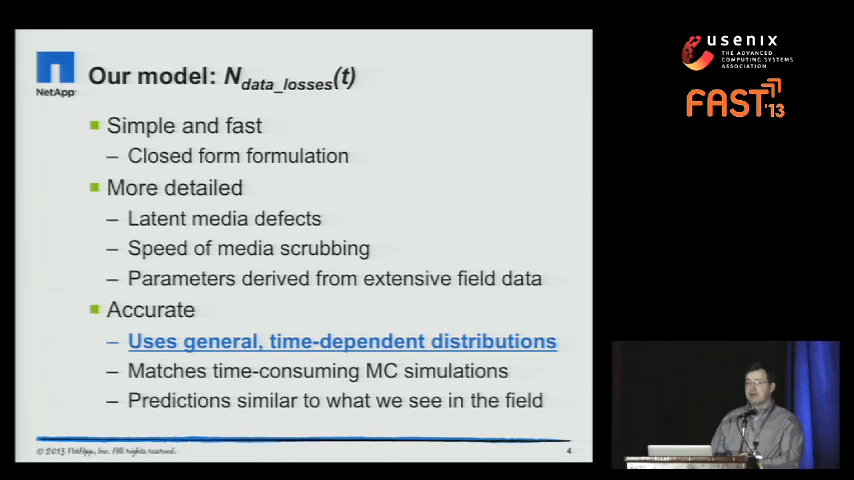 NetApp
Our model: Ndata_losses(t)
Simple and fast
– Closed form formulation
More detailed
– Latent media defects
– Speed of media scrubbing
– Parameters derived from extensive field data
Accurate
– Uses general, time-dependent distributions
– Matches time-consuming MC simulations
– Predictions similar to what we see in the field
© 2013 NetApp, Inc. All rights reserved.
4
usenix
THE ADVANCED
COMPUTING SYSTEMS
ASSOCIATION
FAST '13